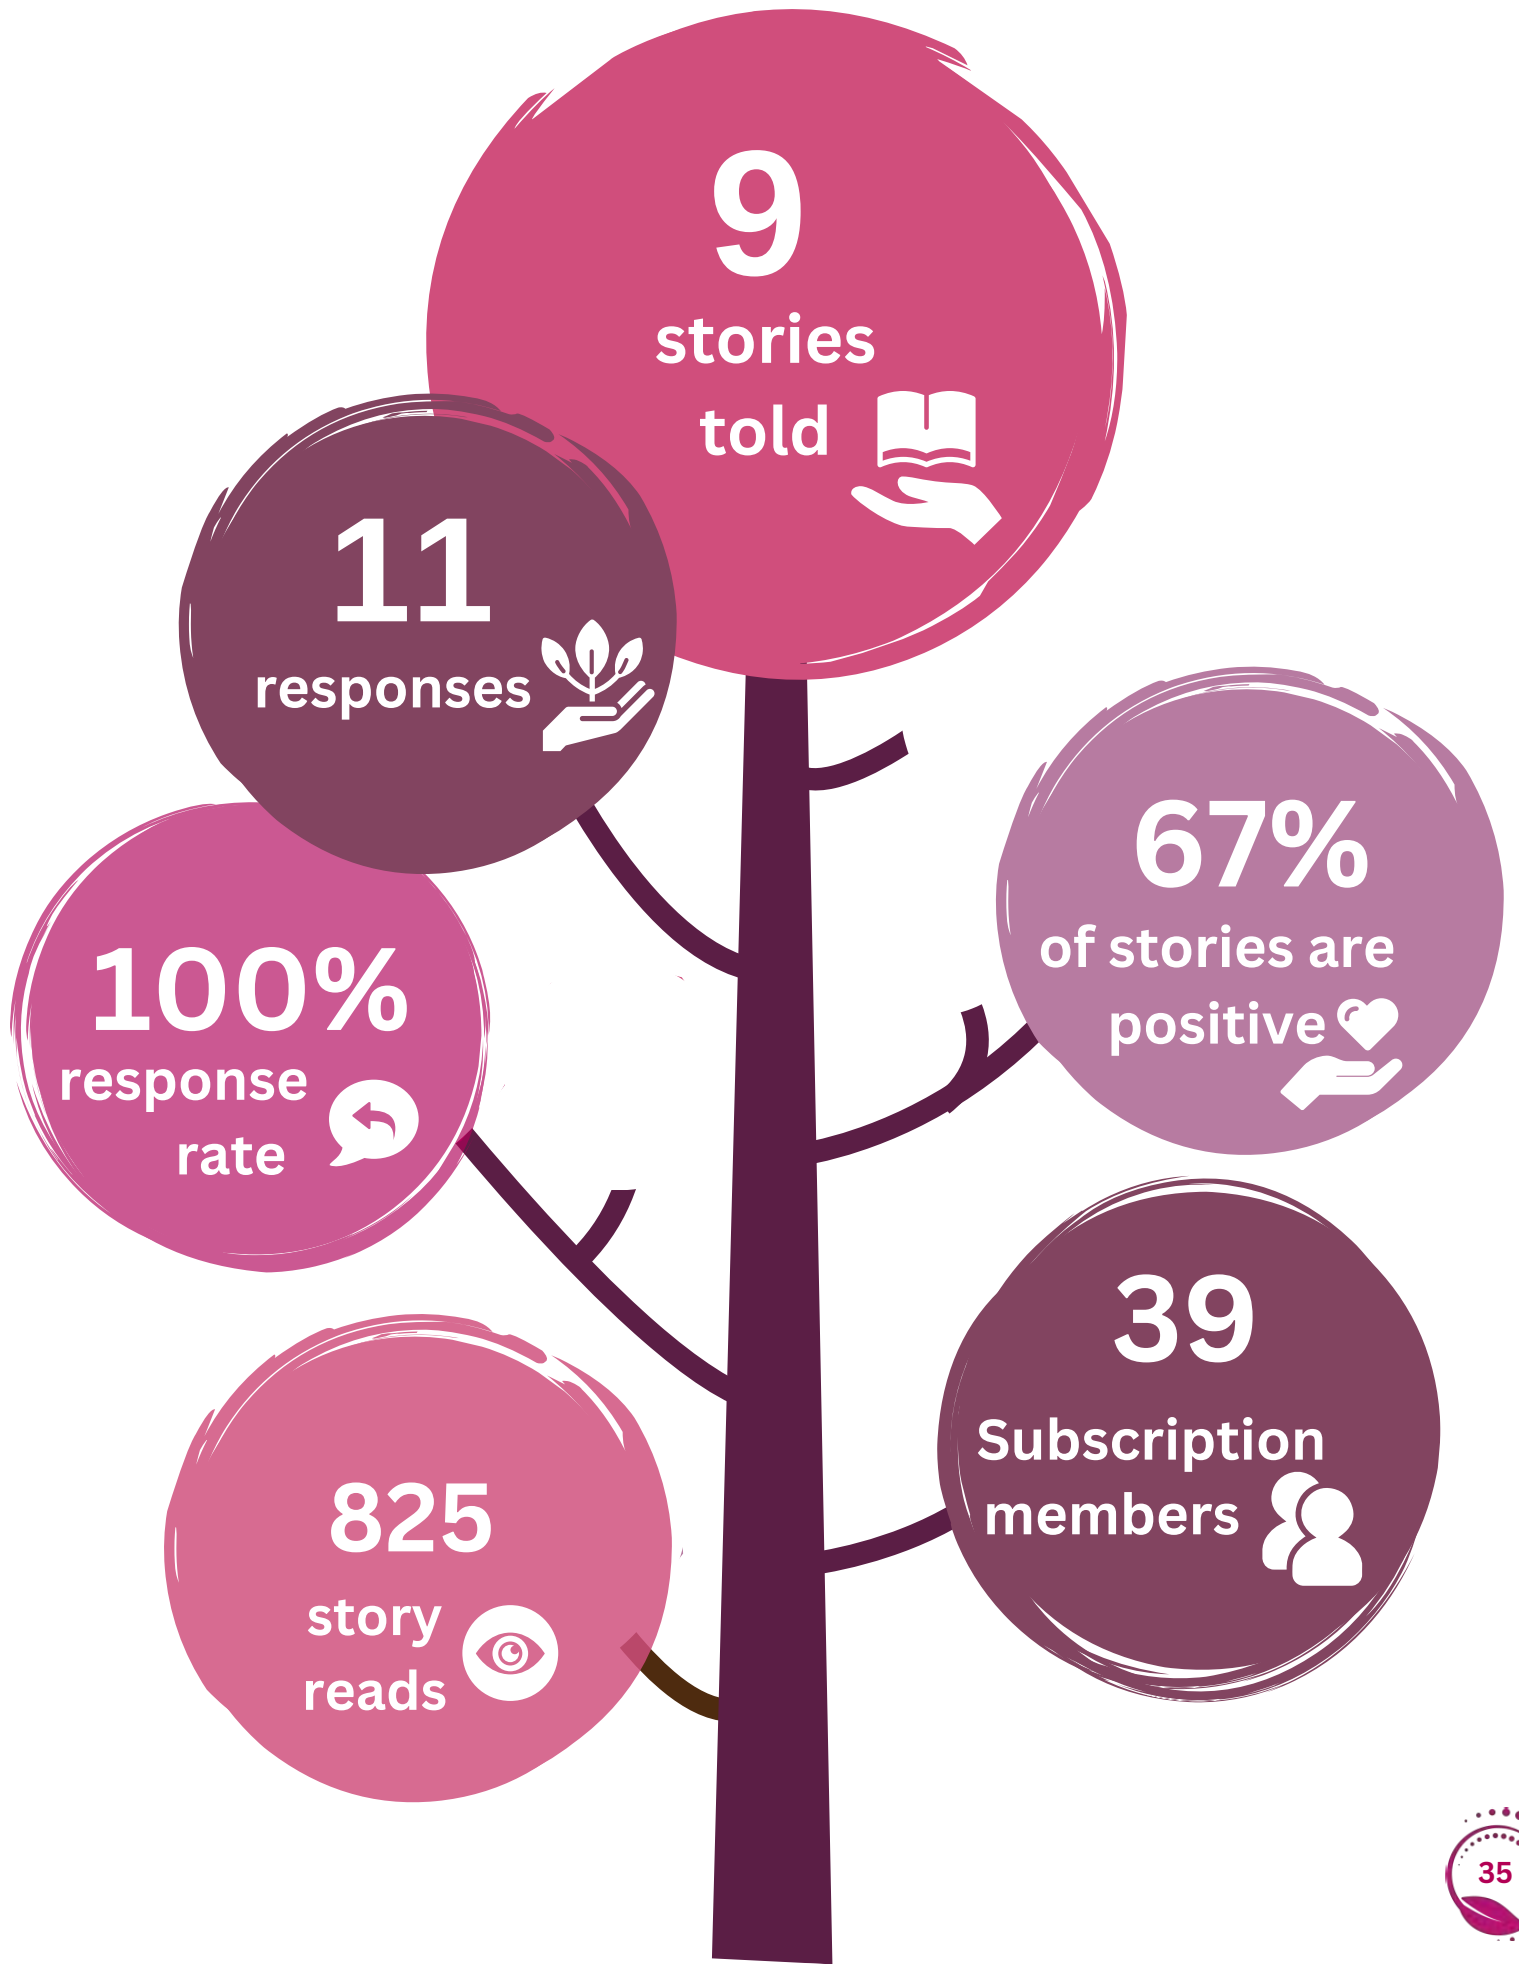 9
stories
told
11
responses
67%
of stories are
positive
100%
response
rate
39
Subscription
members
825
story
reads
35